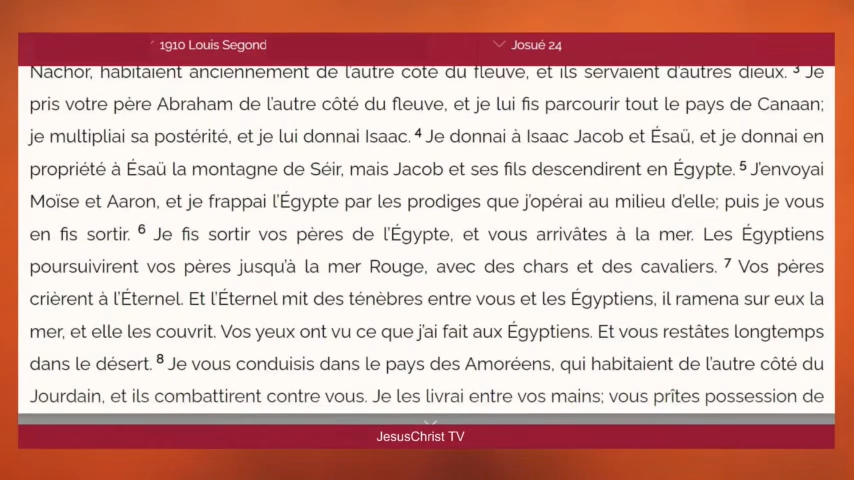 1910 Louis Segond
Josué 24
Nachor, habitaient anciennement de l'autre côté du fleuve, et ils servaient d'autres dieux. 3 Je
pris votre père Abraham de l'autre côté du fleuve, et je lui fis parcourir tout le pays de Canaan;
je multipliai sa postérité, et je lui donnai Isaac. 4 Je donnai à Isaac Jacob et Ésaü, et je donnai en
propriété à Ésaü la montagne de Séir, mais Jacob et ses fils descendirent en Égypte. 5 J'envoyai
Moïse et Aaron, et je frappai l'Égypte par les prodiges que j'opérai au milieu d'elle; puis je vous
en fis sortir. 6 Je fis sortir vos pères de l'Égypte, et vous arrivâtes à la mer. Les Égyptiens
poursuivirent vos pères jusqu'à la mer Rouge, avec des chars et des cavaliers. 7 Vos pères
crièrent à l'Éternel. Et l'Éternel mit des ténèbres entre vous et les Égyptiens, il ramena sur eux la
mer, et elle les couvrit. Vos yeux ont vu ce que j'ai fait aux Égyptiens. Et vous restâtes longtemps
dans le désert. 8 Je vous conduisis dans le pays des Amoréens, qui habitaient de l'autre côté du
Jourdain, et ils combattirent contre vous. Je les livrai entre vos mains; vous prîtes possession de
JesusChrist TV